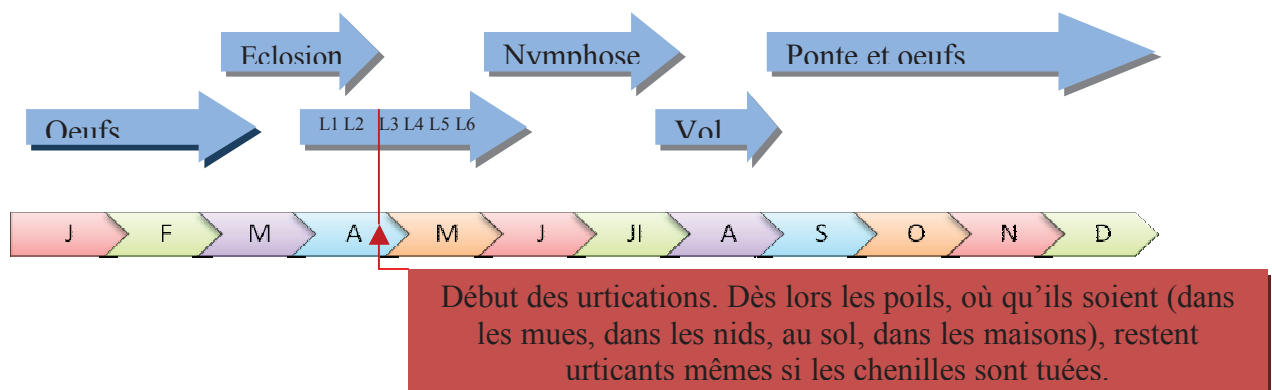 Eclosion
Nymphose
Ponte et oeufs
Oeufs
L1 L2 L3 L4 L5 L6
Vol
J F M A M J Jl A S O N D
Début des urtications. Dès lors les poils, où qu’ils soient (dans
les mues, dans les nids, au sol, dans les maisons), restent
urticants mêmes si les chenilles sont tuées.